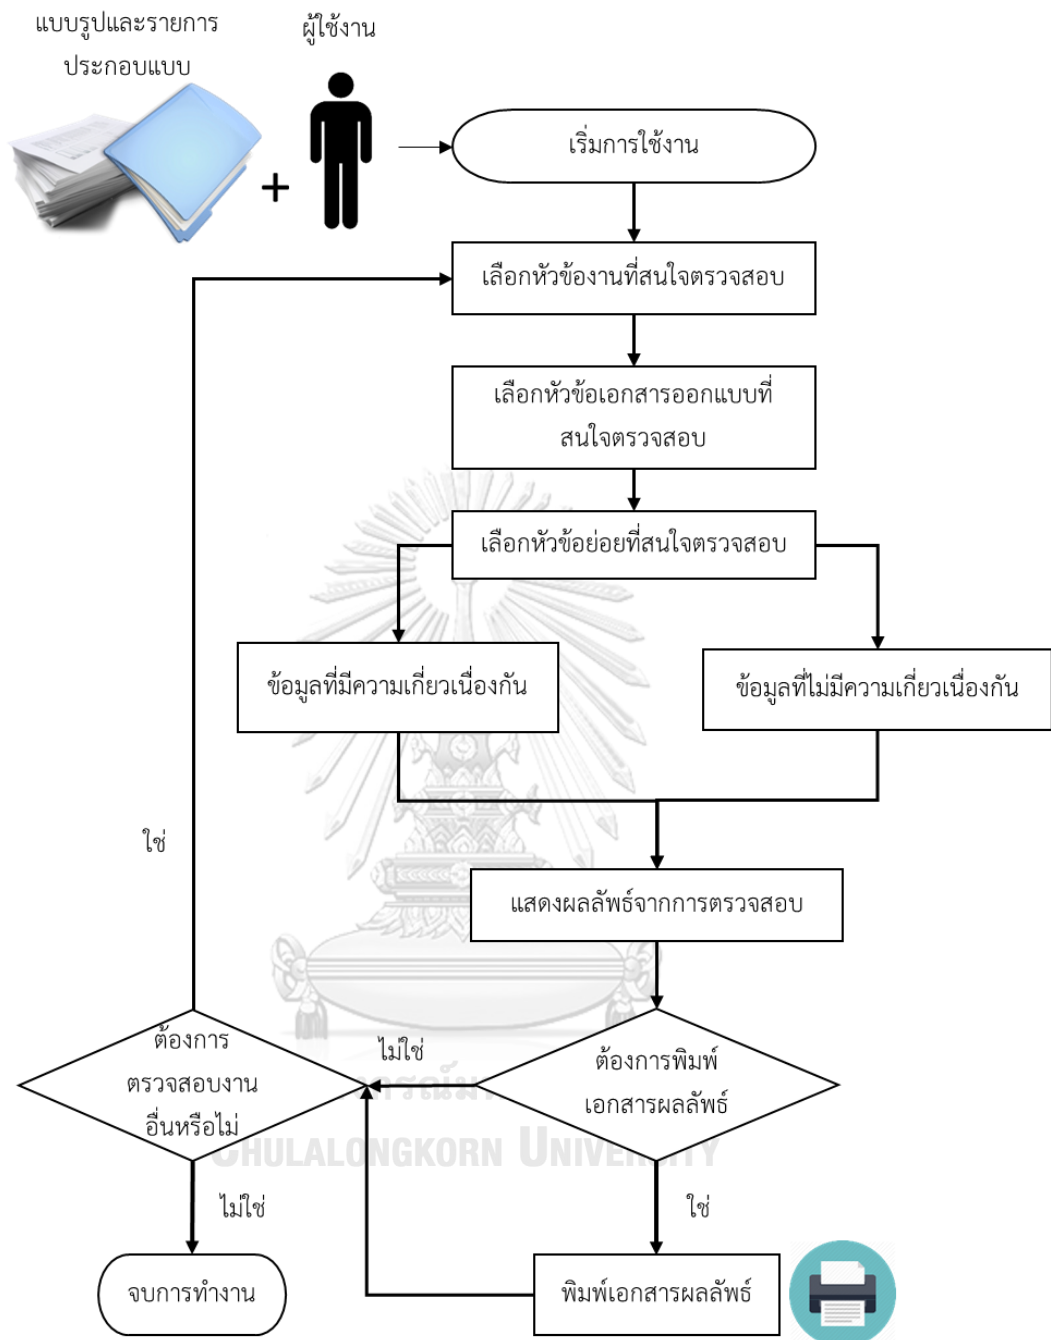 แบบรูปและรายการ
ประกอบแบบ
ผู้ใช้งาน
เริ่มการใช้งาน
เลือกหัวข้องานที่สนใจตรวจสอบ
เลือกหัวข้อเอกสารออกแบบที่
สนใจตรวจสอบ
เลือกหัวข้อย่อยที่สนใจตรวจสอบ
ข้อมูลที่มีความเกี่ยวเนื่องกัน
ข้อมูลที่ไม่มีความเกี่ยวเนื่องกัน
ใช่
แสดงผลลัพธ์จากการตรวจสอบ
ต้องการ
ตรวจสอบงาน
อื่นหรือไม่
ไม่ใช่
ต้องการพิมพ์
เอกสารผลลัพธ์
CHULALONGKORN UNIVERSITY
ไม่ใช่
ใช่
จบการทำงาน
พิมพ์เอกสารผลลัพธ์